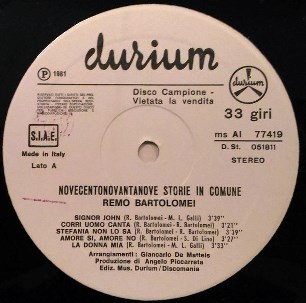 durium
P 1981
durium
Disco Campione -
Vietata la vendita
33 giri
S.I.A.E.
ms AI 77419
D. St. 051811
Made in Italy
STEREO
Lato A
NOVECENTONOVANTANOVE STORIE IN COMUNE
REMO BARTOLOMEI
SIGNOR JOHN (R. Bartolomei - M. L. Galli) 3'39"
CORRI UOMO CANTA (R. Bartolomei - R. Bartolomei) 3'21"
STEFANIA NON LO SA (R. Bartolomei - R. Bartolomei)
AMORE SI, AMORE NO (R. Bartolomei - S. Di Lino) 3'27"
LA DONNA MIA (R. Bartolomei - M. L. Galli) 3'33"
Arrangiamenti: Giancarlo De Matteis
Produzione di Angelo Piccarreta
Ediz. Mus. Durium/Discomania